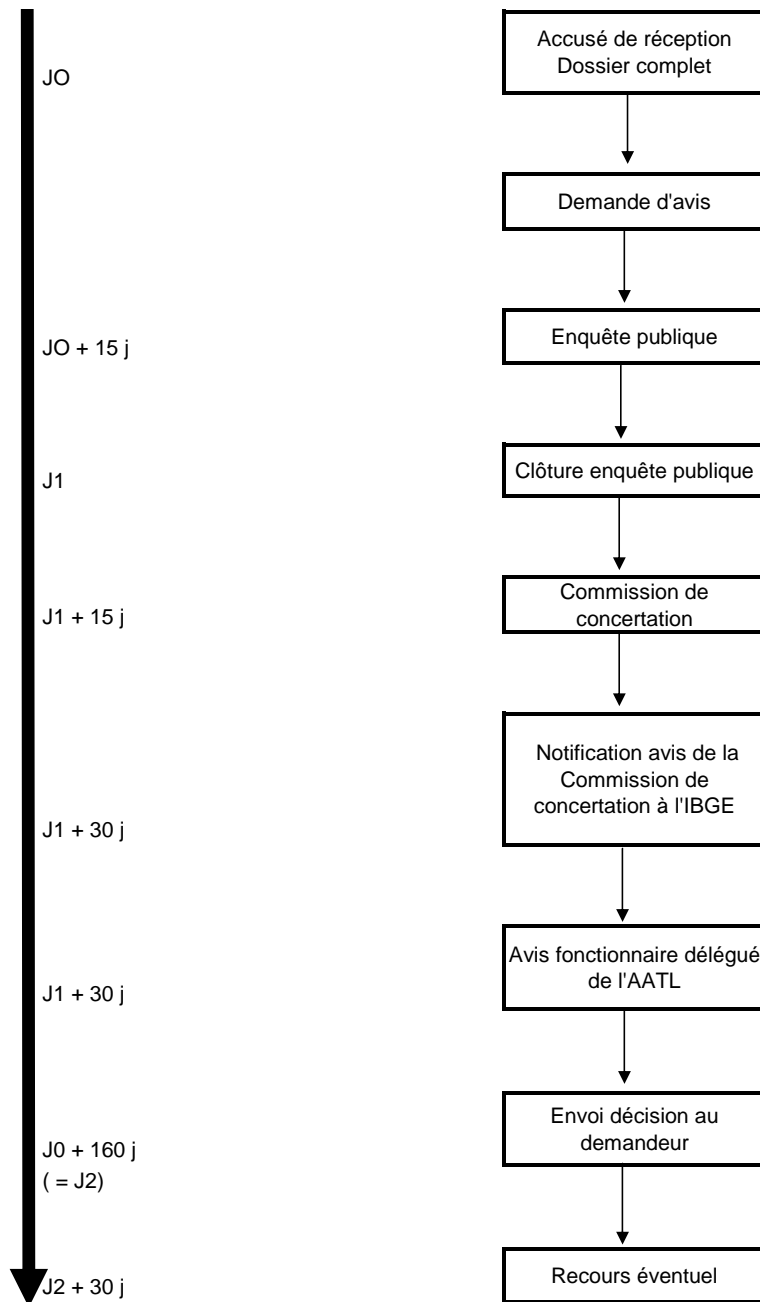 Accusé de réception
Dossier complet
JO
Demande d'avis
Enquête publique
JO + 15 j
Clôture enquête publique
J1
Commission de
concertation
J1 + 15 j
Notification avis de la
Commission de
concertation à l'IBGE
J1 + 30 j
Avis fonctionnaire délégué
de l'AATL
J1 + 30 j
Envoi décision au
demandeur
J0 + 160 j
( = J2)
Recours éventuel
J2 + 30 j